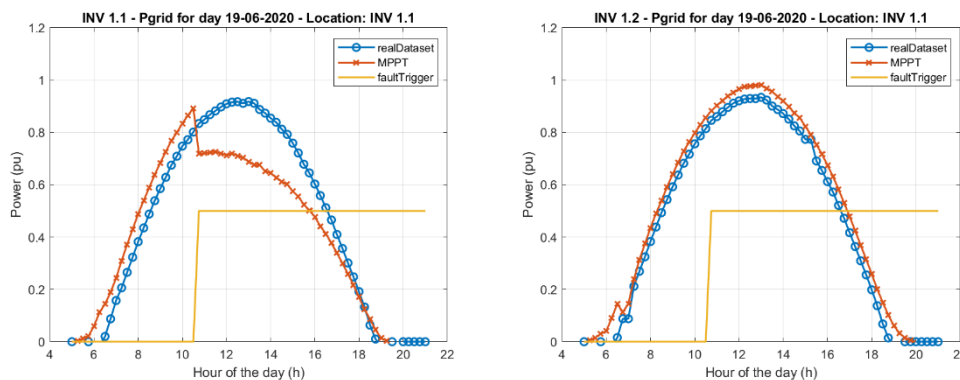 INV 1.1 - Pgrid for day 19-06-2020 - Location: INV 1.1
1.2
1
0.8
0.6
0.4
0.2
0
Power (pu)
realDataset
MPPT
faultTrigger
4 6 8 10 12 14 16 18 20 22
Hour of the day (h)
INV 1.2 - Pgrid for day 19-06-2020 - Location: INV 1.1
1.2
1
0.8
0.6
0.4
0.2
0
Power (pu)
realDataset
MPPT
faultTrigger
4 6 8 10 12 14 16 18 20 2
Hour of the day (h)